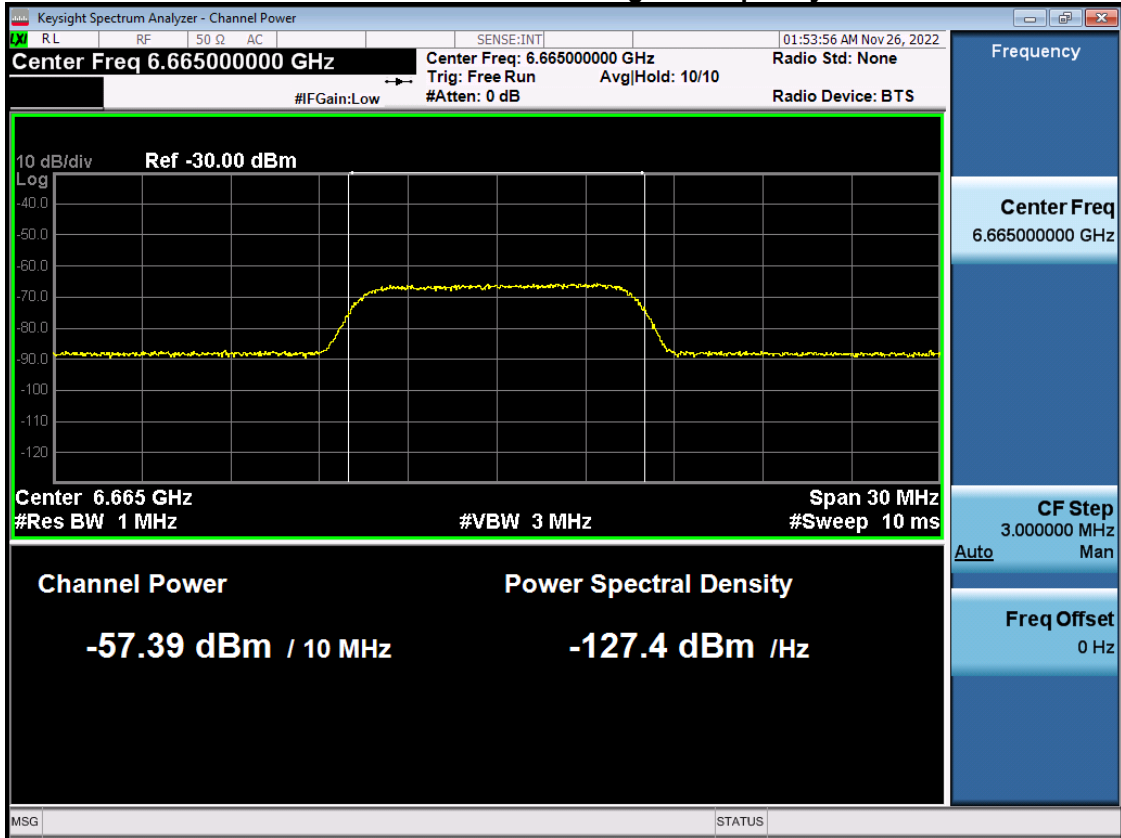 Keysight Spectrum Analyzer - Channel Power
LXI RL RF 50 Ω AC SENSE:INT 01:53:56 AM Nov 26, 2022
Center Freq 6.665000000 GHz
Center Freq: 6.665000000 GHz Radio Std: None
Trig: Free Run Avg|Hold: 10/10
#IFGain:Low #Atten: 0 dB Radio Device: BTS
10 dB/div Ref -30.00 dBm
Log
-40.0
-50.0
-60.0
-70.0
-80.0
-90.0
-100
-110
-120
Center 6.665 GHz Span 30 MHz
#Res BW 1 MHz #VBW 3 MHz #Sweep 10 ms
Channel Power Power Spectral Density
-57.39 dBm / 10 MHz -127.4 dBm /Hz
Frequency
Center Freq
6.665000000 GHz
CF Step
3.000000 MHz
Auto Man
Freq Offset
0 Hz
MSG STATUS